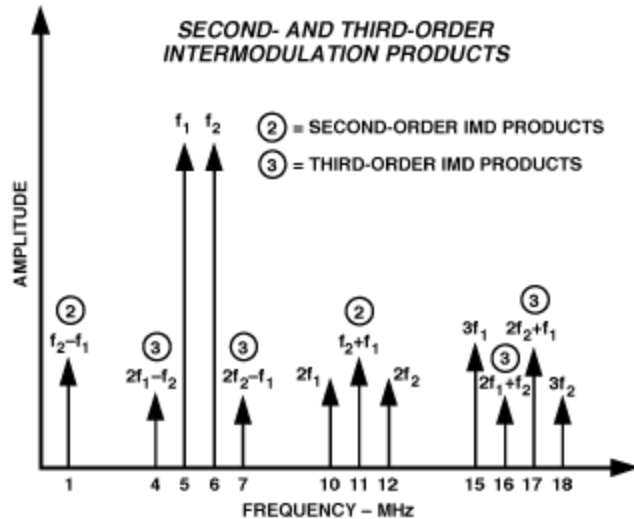 SECOND- AND THIRD-ORDER
INTERMODULATION PRODUCTS
f₁ f₂
② = SECOND-ORDER IMD PRODUCTS
③ = THIRD-ORDER IMD PRODUCTS
AMPLITUDE
②
f₂–f₁
③
2f₁–f₂
③
2f₂–f₁
2f₁
②
f₂+f₁
2f₂
3f₁
③
2f₁+f₂
③
2f₂+f₁
3f₂
1 4 5 6 7 10 11 12 15 16 17 18
FREQUENCY – MHz